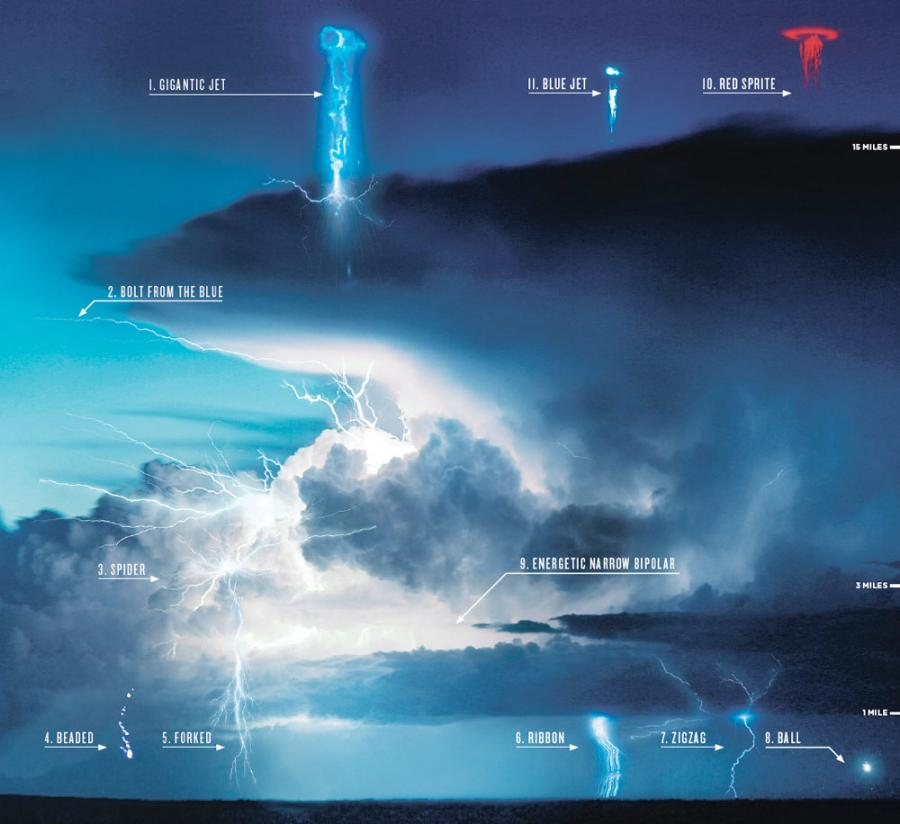 1. GIGANTIC JET
11. BLUE JET
10. RED SPRITE
15 MILES
2. BOLT FROM THE BLUE
3. SPIDER
9. ENERGETIC NARROW BIPOLAR
3 MILES
1 MILE
4. BEADED
5. FORKED
6. RIBBON
7. ZIGZAG
8. BALL